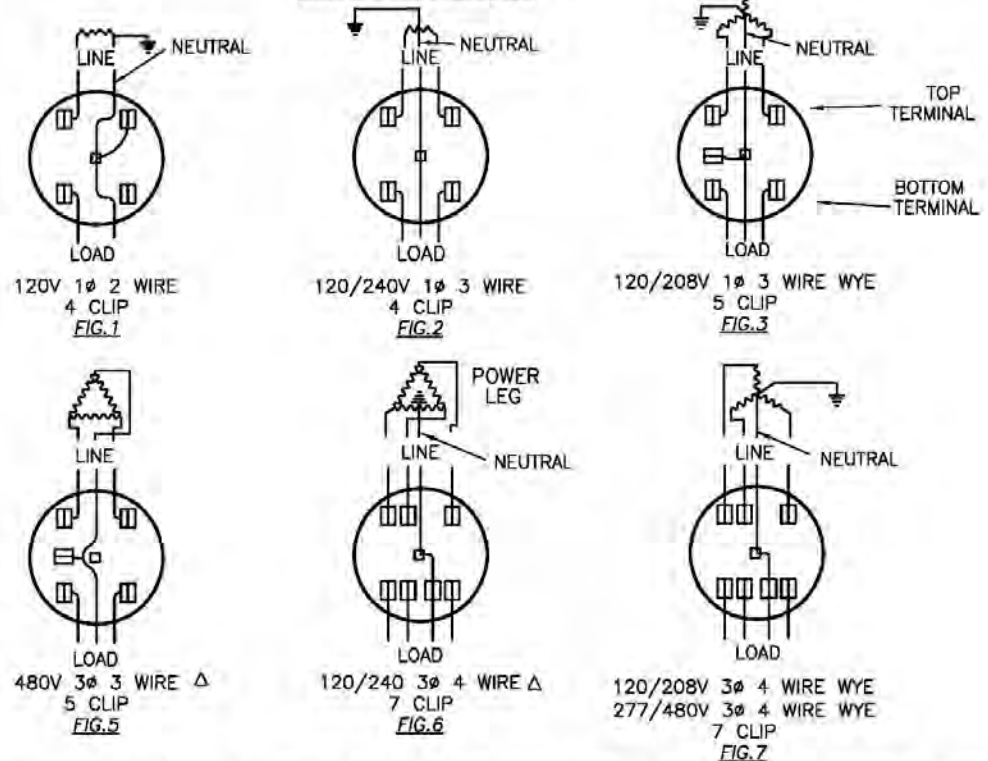 NEUTRAL
LINE
LOAD
120V 1ø 2 WIRE
4 CLIP
FIG.1
NEUTRAL
LINE
LOAD
120/240V 1ø 3 WIRE
4 CLIP
FIG.2
NEUTRAL
LINE
TOP
TERMINAL
BOTTOM
TERMINAL
LOAD
120/208V 1ø 3 WIRE WYE
5 CLIP
FIG.3
LINE
LOAD
480V 3ø 3 WIRE Δ
5 CLIP
FIG.5
POWER
LEG
LINE
NEUTRAL
LOAD
120/240 3ø 4 WIRE Δ
7 CLIP
FIG.6
LINE
NEUTRAL
LOAD
120/208V 3ø 4 WIRE WYE
277/480V 3ø 4 WIRE WYE
7 CLIP
FIG.7